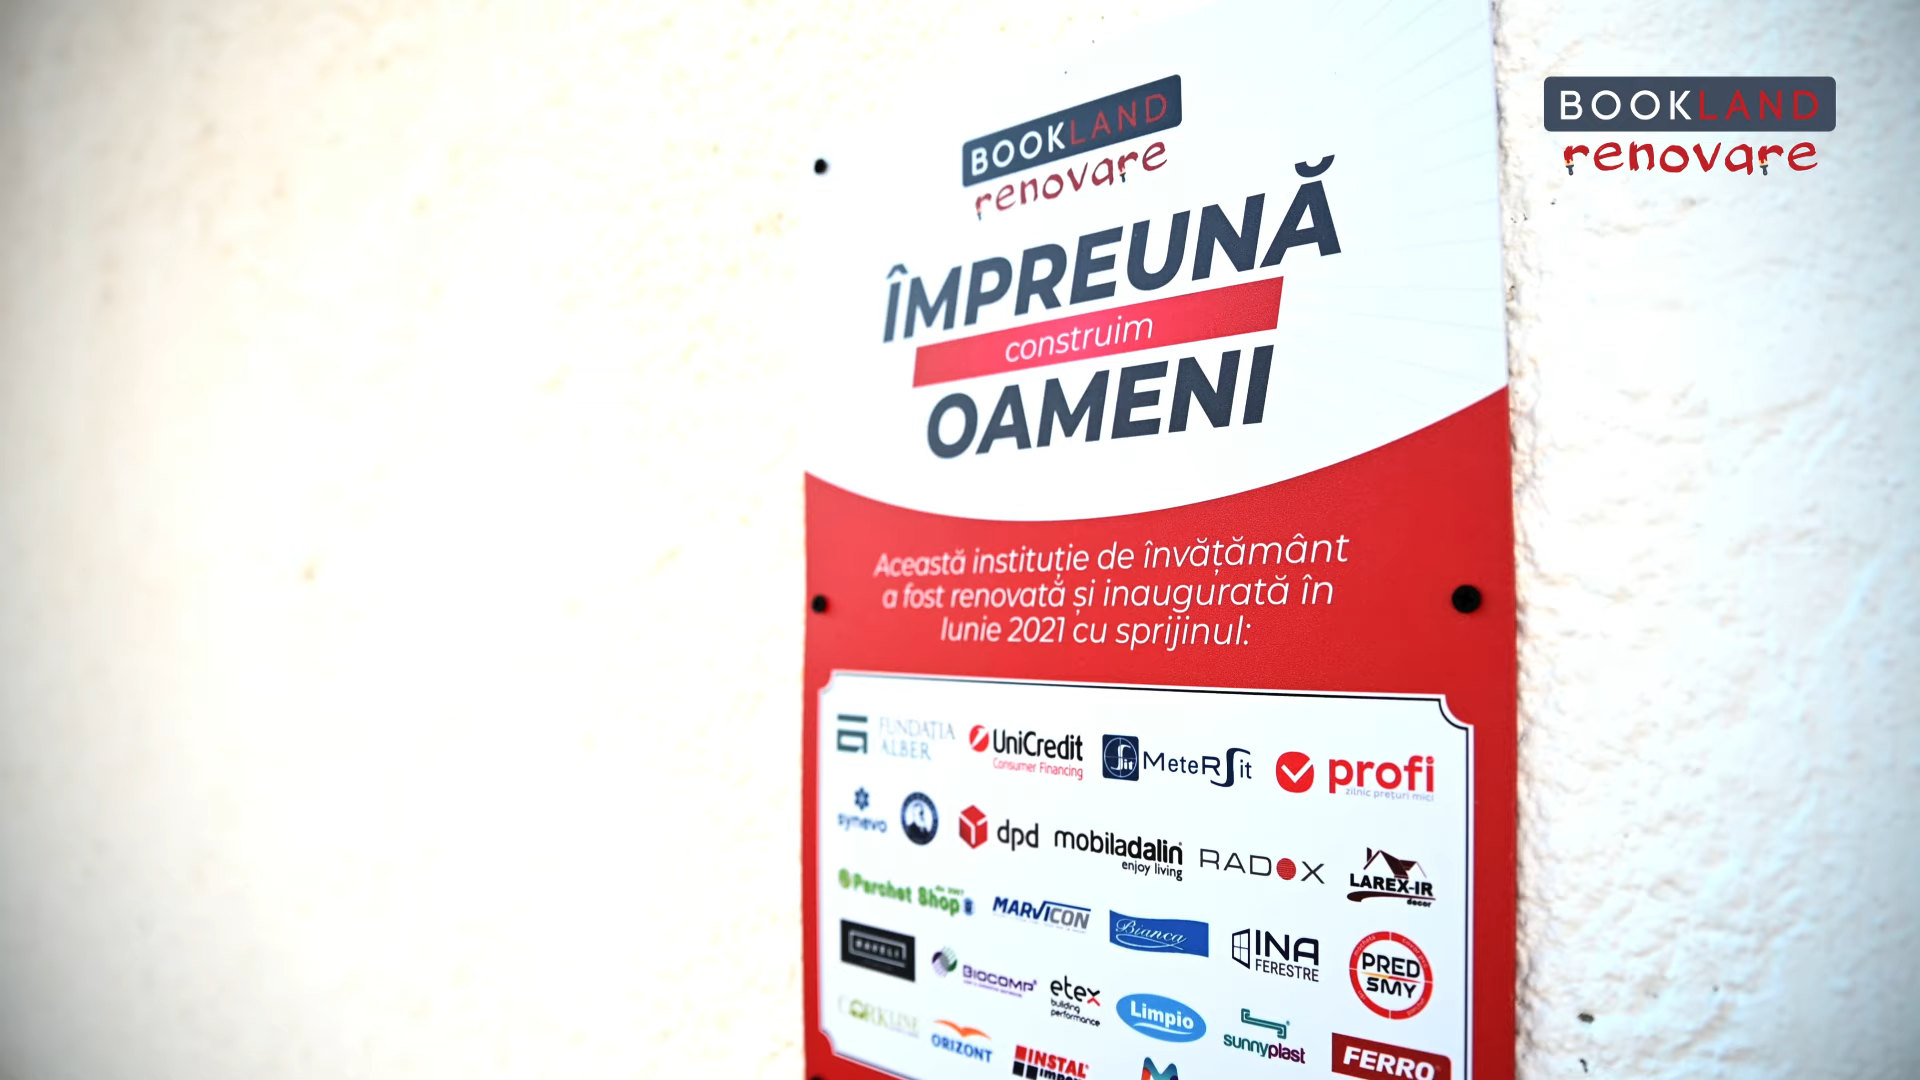 BOOKLAND
renovare
BOOKLAND
renovare
ÎMPREUNĂ
construim
OAMENI
Această instituție de învățământ
a fost renovată și inaugurată în
Iunie 2021 cu sprijinul:
FUNDAȚIA
ALBER
UniCredit
Consumer Financing
MeteRSit
profi
zilnic prețuri mici
synevo
dpd
mobiladalin
enjoy living
RADOX
LAREX-IR
decor
Parchet Shop
MARVICON
Bianca
INA
FERESTRE
PRED
SMY
BIOCOMP
etex
building
performance
Limpio
sunnyplast
FERRO
CORKLINE
ORIZONT
INSTAL